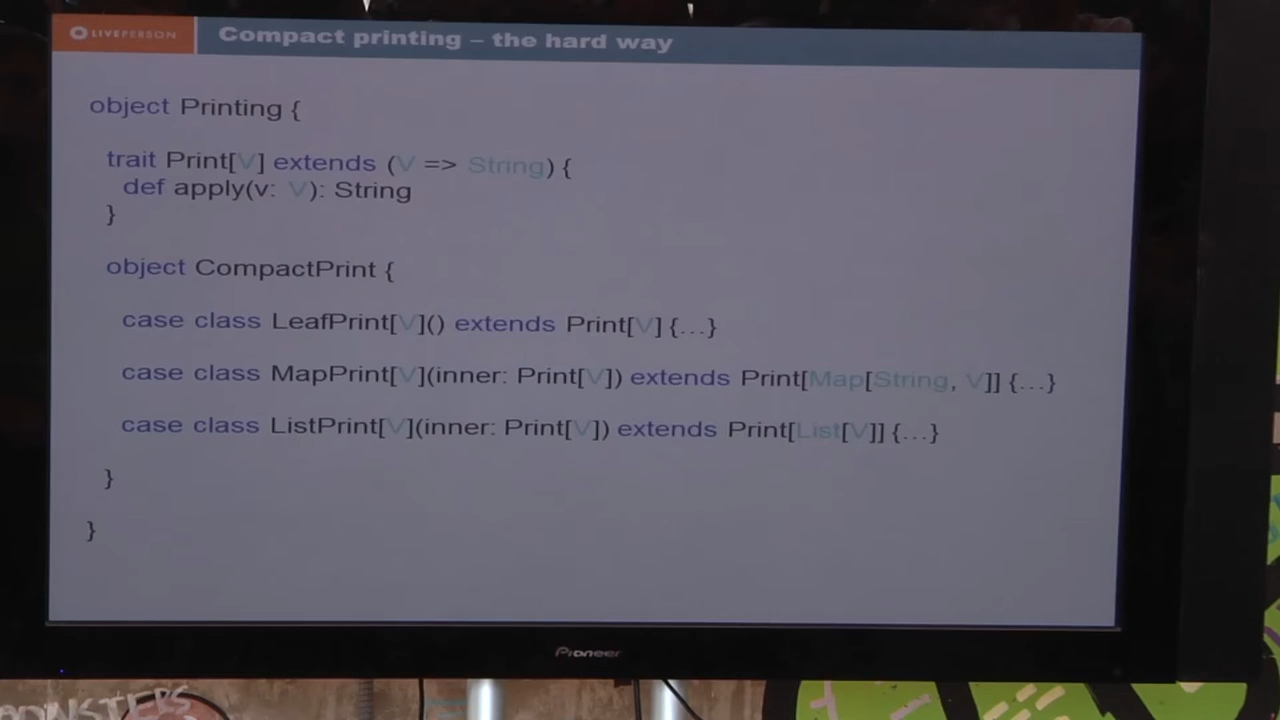 LIVEPERSON
Compact printing – the hard way
object Printing {
trait Print[V] extends (V => String) {
def apply(v: V): String
}
object CompactPrint {
case class LeafPrint[V]() extends Print[V] {...}
case class MapPrint[V](inner: Print[V]) extends Print[Map[String, V]] {...}
case class ListPrint[V](inner: Print[V]) extends Print[List[V]] {...}
}
}
Pioneer